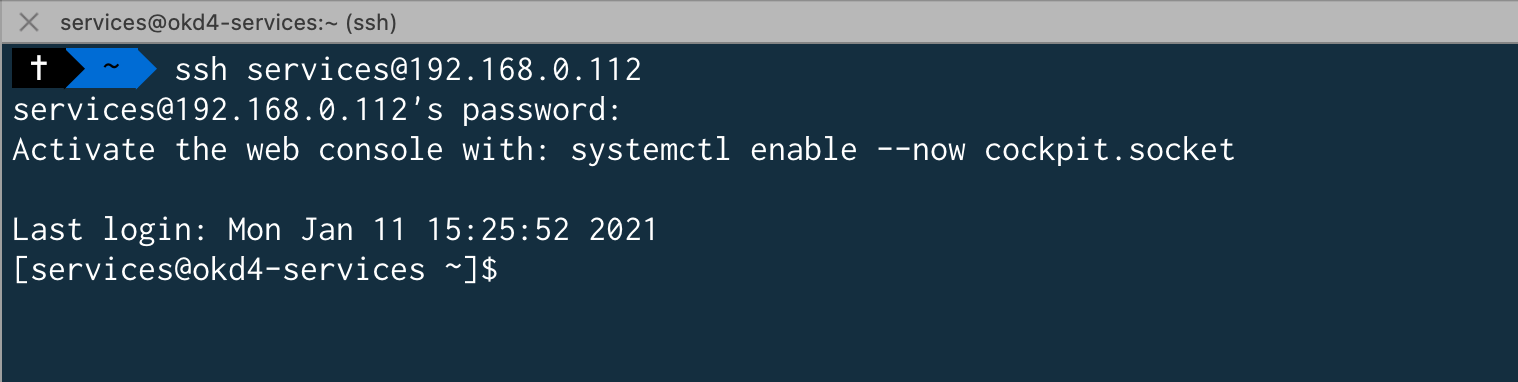 services@okd4-services:~ (ssh)
† ~ ssh services@192.168.0.112
services@192.168.0.112's password:
Activate the web console with: systemctl enable --now cockpit.socket
Last login: Mon Jan 11 15:25:52 2021
[services@okd4-services ~]$